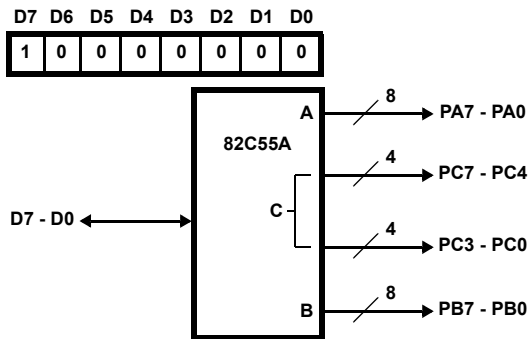 D7 D6 D5 D4 D3 D2 D1 D0
1 0 0 0 0 0 0 0
A
8
PA7 - PA0
82C55A
4
PC7 - PC4
C
D7 - D0
4
PC3 - PC0
B
8
PB7 - PB0